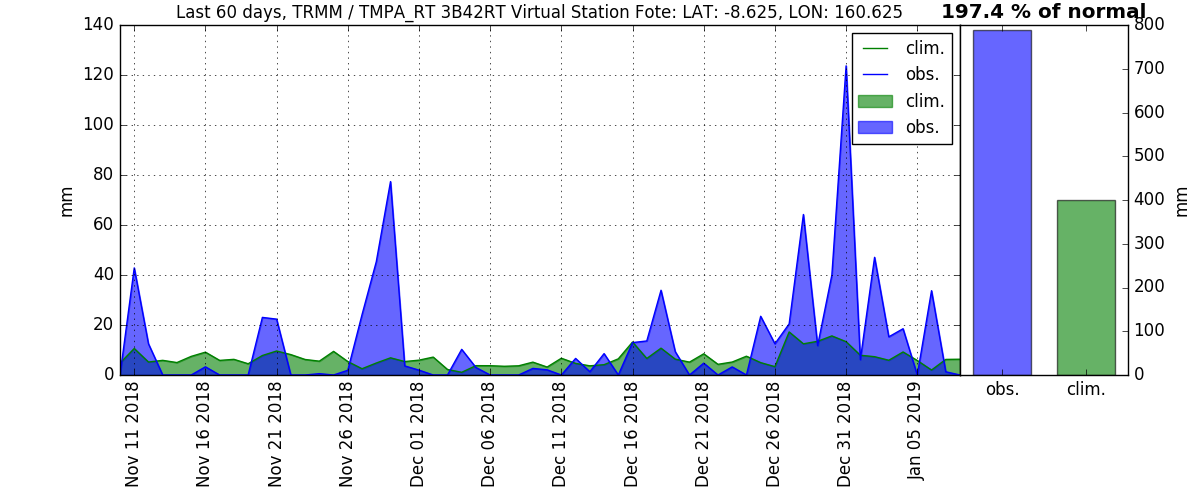 Last 60 days, TRMM / TMPA_RT 3B42RT Virtual Station Fote: LAT: -8.625, LON: 160.625
197.4 % of normal
140
120
100
80
60
40
20
0
mm
clim.
obs.
clim.
obs.
800
700
600
500
400
300
200
100
0
mm
Nov 11 2018
Nov 16 2018
Nov 21 2018
Nov 26 2018
Dec 01 2018
Dec 06 2018
Dec 11 2018
Dec 16 2018
Dec 21 2018
Dec 26 2018
Dec 31 2018
Jan 05 2019
obs.
clim.